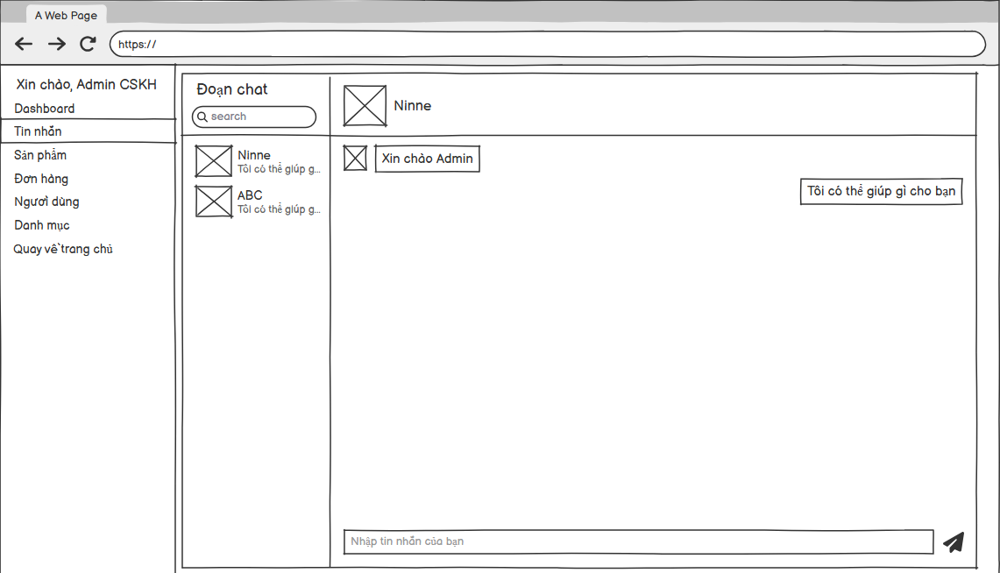 A Web Page
https://
Xin chào, Admin CSKH
Dashboard
Tin nhắn
Sản phẩm
Đơn hàng
Người dùng
Danh mục
Quay về trang chủ
Đoạn chat
search
Ninne
Tôi có thể giúp g...
ABC
Tôi có thể giúp g...
Ninne
Xin chào Admin
Tôi có thể giúp gì cho bạn
Nhập tin nhắn của bạn